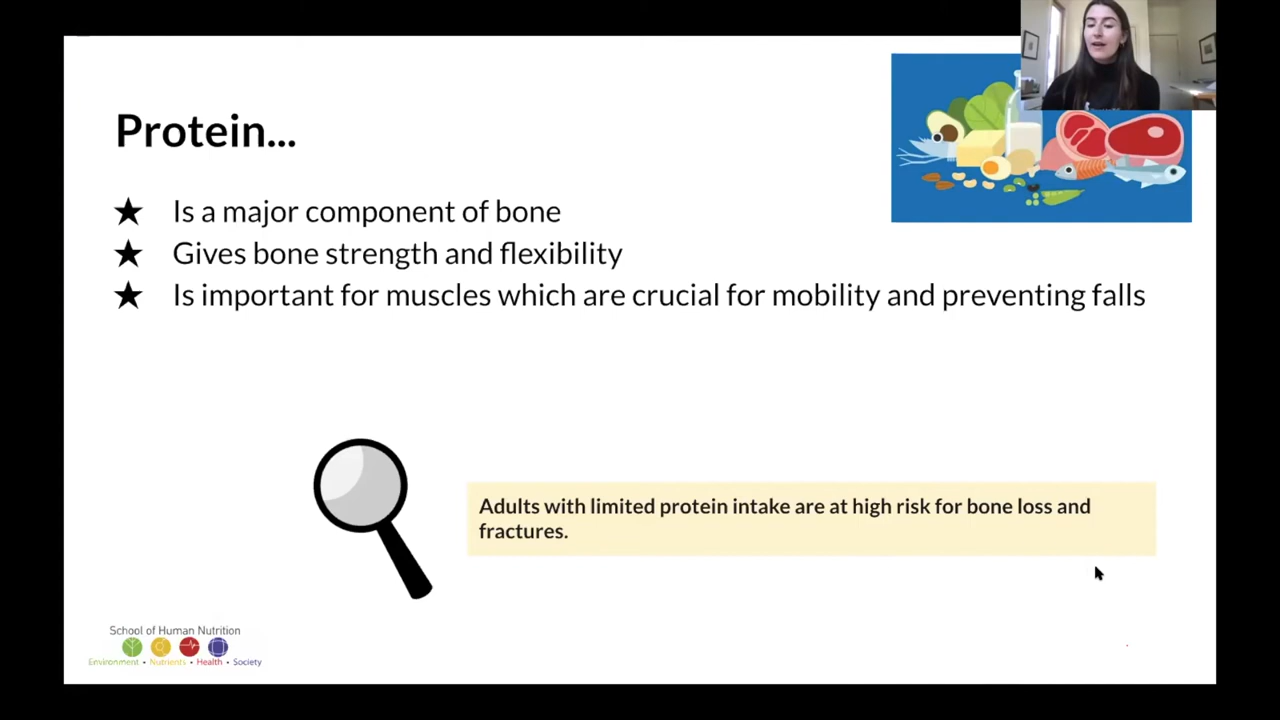 Protein...
★ Is a major component of bone
★ Gives bone strength and flexibility
★ Is important for muscles which are crucial for mobility and preventing falls
Adults with limited protein intake are at high risk for bone loss and
fractures.
School of Human Nutrition
Environment • Nutrients • Health • Society